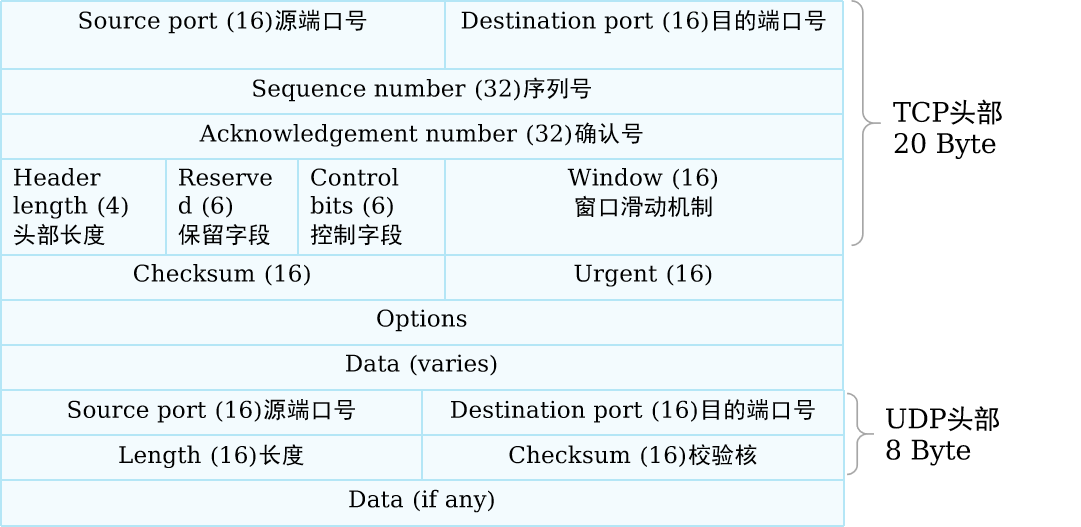 Source port (16)源端口号
Destination port (16)目的端口号
Sequence number (32)序列号
Acknowledgement number (32)确认号
Header
length (4)
头部长度
Reserve
d (6)
保留字段
Control
bits (6)
控制字段
Window (16)
窗口滑动机制
Checksum (16)
Urgent (16)
Options
Data (varies)
TCP头部
20 Byte
Source port (16)源端口号
Destination port (16)目的端口号
Length (16)长度
Checksum (16)校验核
Data (if any)
UDP头部
8 Byte